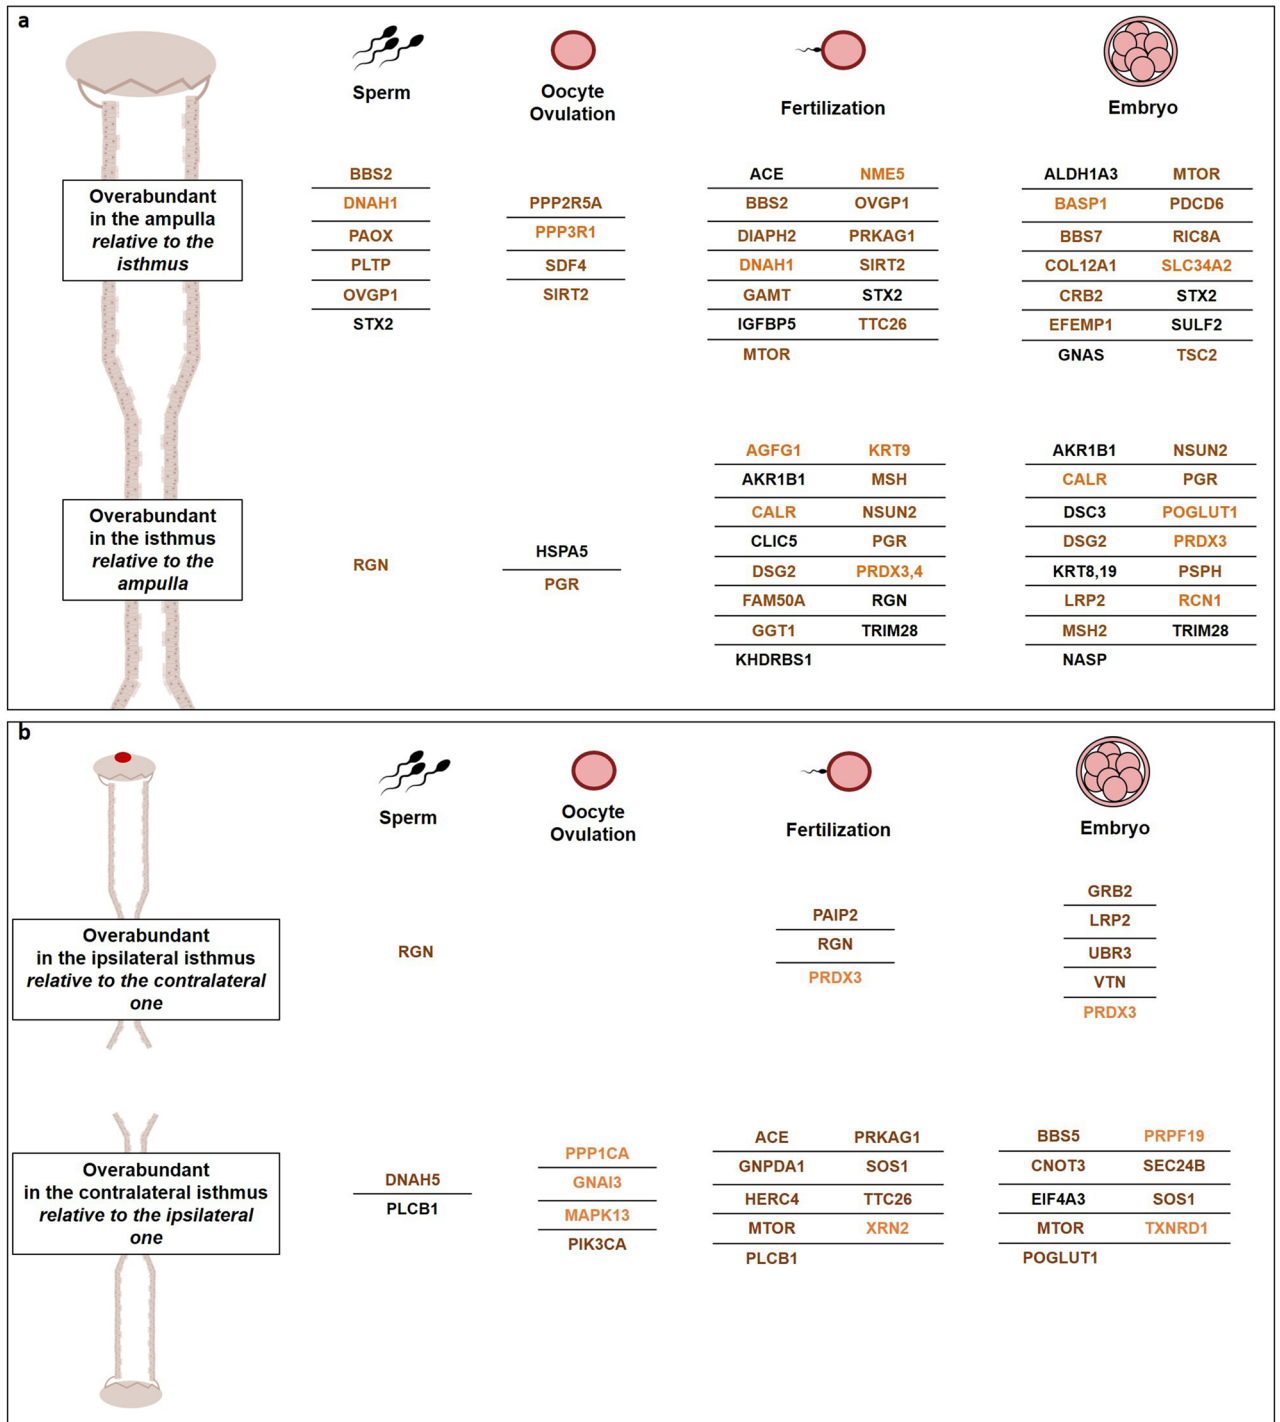 a
Sperm
Oocyte
Ovulation
Fertilization
Embryo
Overabundant
in the ampulla
relative to the
isthmus
BBS2
DNAH1
PAOX
PLTP
OVGP1
STX2
PPP2R5A
PPP3R1
SDF4
SIRT2
ACE NME5
BBS2 OVGP1
DIAPH2 PRKAG1
DNAH1 SIRT2
GAMT STX2
IGFBP5 TTC26
MTOR
ALDH1A3 MTOR
BASP1 PDCD6
BBS7 RIC8A
COL12A1 SLC34A2
CRB2 STX2
EFEMP1 SULF2
GNAS TSC2
Overabundant
in the isthmus
relative to the
ampulla
RGN
HSPA5
PGR
AGFG1 KRT9
AKR1B1 MSH
CALR NSUN2
CLIC5 PGR
DSG2 PRDX3,4
FAM50A RGN
GGT1 TRIM28
KHDRBS1
AKR1B1 NSUN2
CALR PGR
DSC3 POGLUT1
DSG2 PRDX3
KRT8,19 PSPH
LRP2 RCN1
MSH2 TRIM28
NASP
b
Sperm
Oocyte
Ovulation
Fertilization
Embryo
Overabundant
in the ipsilateral isthmus
relative to the contralateral
one
RGN
PAIP2
RGN
PRDX3
GRB2
LRP2
UBR3
VTN
PRDX3
Overabundant
in the contralateral isthmus
relative to the ipsilateral
one
DNAH5
PLCB1
PPP1CA
GNAI3
MAPK13
PIK3CA
ACE PRKAG1
GNPDA1 SOS1
HERC4 TTC26
MTOR XRN2
PLCB1
BBS5 PRPF19
CNOT3 SEC24B
EIF4A3 SOS1
MTOR TXNRD1
POGLUT1